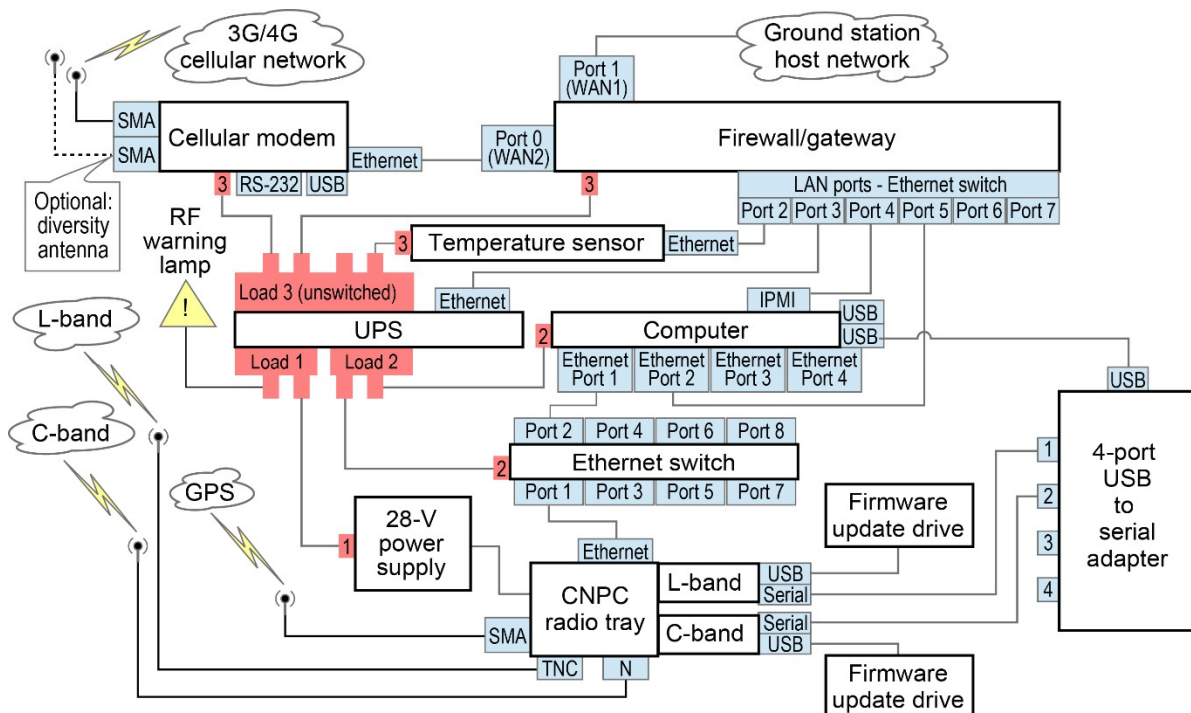 3G/4G
cellular network
Ground station
host network
Port 1
(WAN1)
SMA
SMA
Cellular modem
Ethernet
Port 0
(WAN2)
Firewall/gateway
3
RS-232
USB
3
LAN ports - Ethernet switch
Port 2
Port 3
Port 4
Port 5
Port 6
Port 7
Optional:
diversity
antenna
RF
warning
lamp
!
3
Temperature sensor
Ethernet
Load 3 (unswitched)
Ethernet
UPS
Load 1
Load 2
IPMI
2
Computer
USB
USB
Ethernet
Port 1
Ethernet
Port 2
Ethernet
Port 3
Ethernet
Port 4
L-band
C-band
GPS
USB
4-port
USB
to
serial
adapter
1
2
3
4
Port 2
Port 4
Port 6
Port 8
2
Ethernet switch
Port 1
Port 3
Port 5
Port 7
1
28-V
power
supply
Ethernet
CNPC
radio tray
SMA
TNC
N
L-band
USB
Serial
C-band
Serial
USB
Firmware
update drive
Firmware
update drive